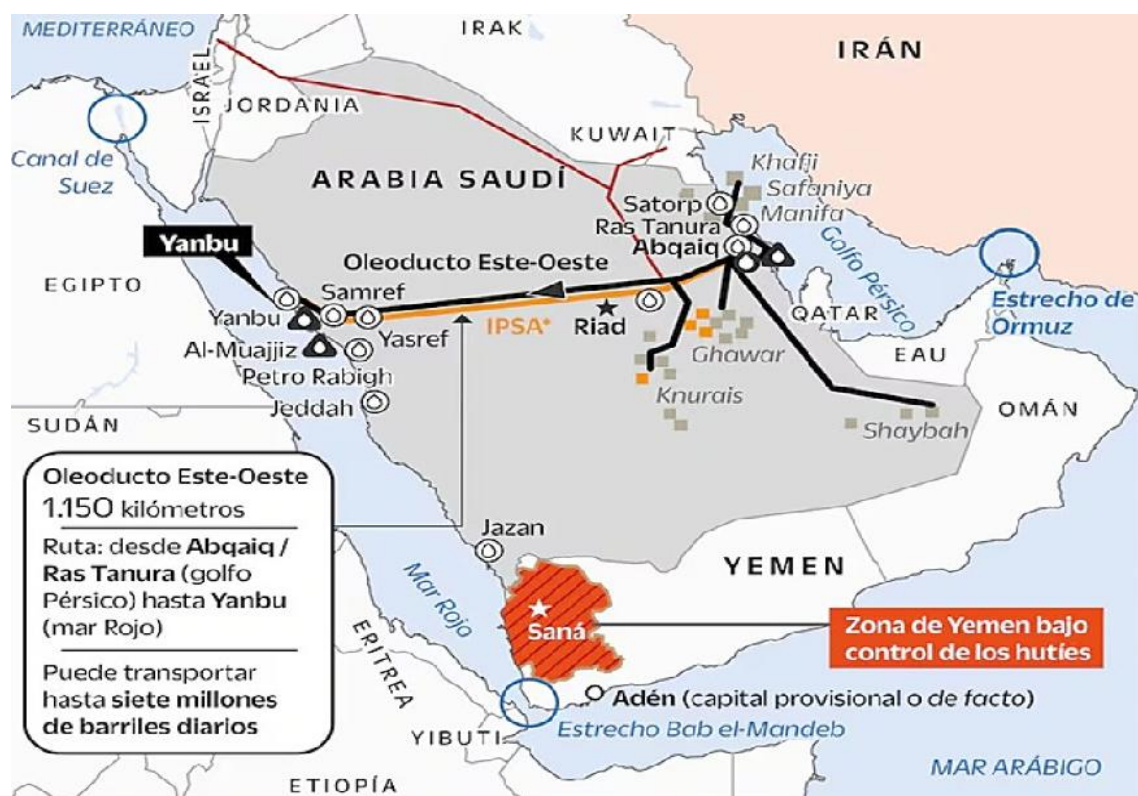 MEDITERRÁNEO
IRAK
IRÁN
ISRAEL
JORDANIA
KUWAIT
Canal de
Suez
Khafji
Safaniya
Manifa
ARABIA SAUDÍ
Satorp
Ras Tanura
Abqaiq
Golfo Pérsico
Yanbu
Oleoducto Este-Oeste
EGIPTO
Samref
Yanbu
IPSA*
Riad
QATAR
Estrecho de
Ormuz
Yasref
Al-Muajjiz
Ghawar
EAU
Petro Rabigh
Knurais
Jeddah
OMÁN
SUDÁN
Shaybah
Oleoducto Este-Oeste
1.150 kilómetros
Ruta: desde Abqaiq /
Ras Tanura (golfo
Pérsico) hasta Yanbu
(mar Rojo)
Puede transportar
hasta siete millones
de barriles diarios
Jazan
YEMEN
Mar Rojo
Saná
Zona de Yemen bajo
control de los hutíes
ERITREA
Adén (capital provisional o de facto)
Estrecho Bab el-Mandeb
YIBUTI
ETIOPÍA
MAR ARÁBIGO